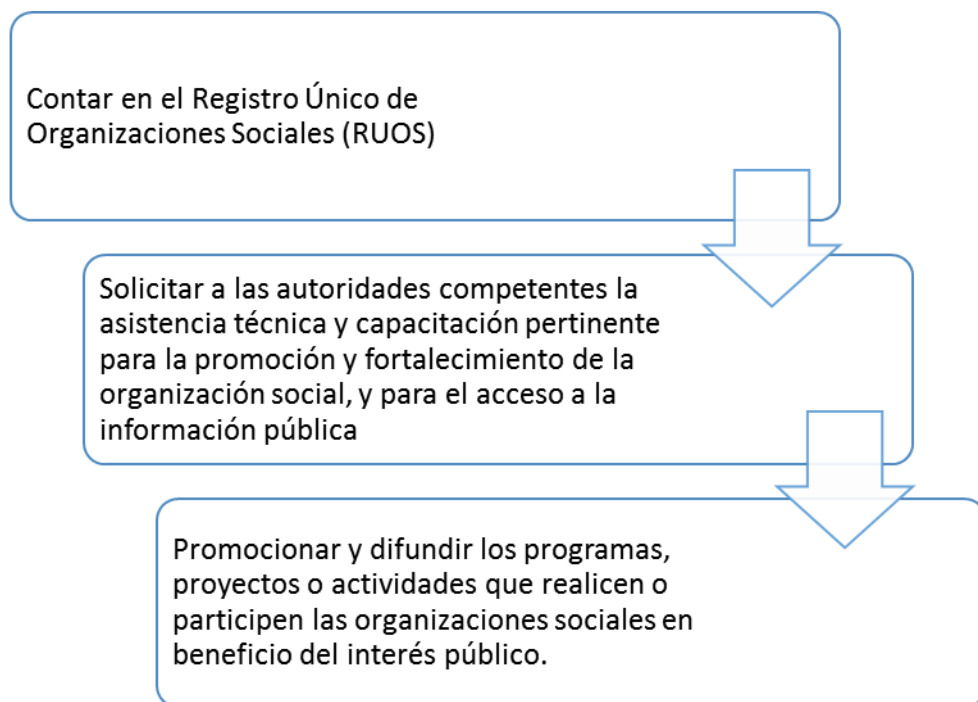 Contar en el Registro Único de
Organizaciones Sociales (RUOS)
Solicitar a las autoridades competentes la
asistencia técnica y capacitación pertinente
para la promoción y fortalecimiento de la
organización social, y para el acceso a la
información pública
Promocionar y difundir los programas,
proyectos o actividades que realicen o
participen las organizaciones sociales en
beneficio del interés público.